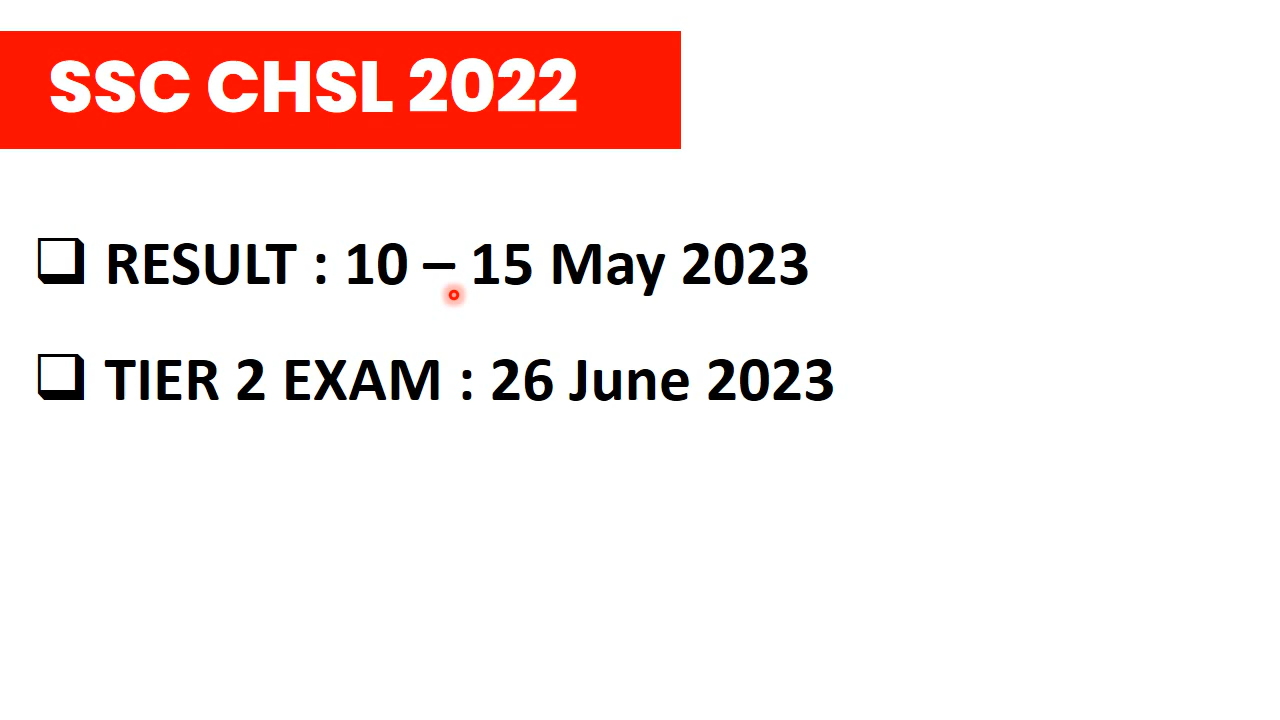 SSC CHSL 2022
❑ RESULT : 10 – 15 May 2023
❑ TIER 2 EXAM : 26 June 2023